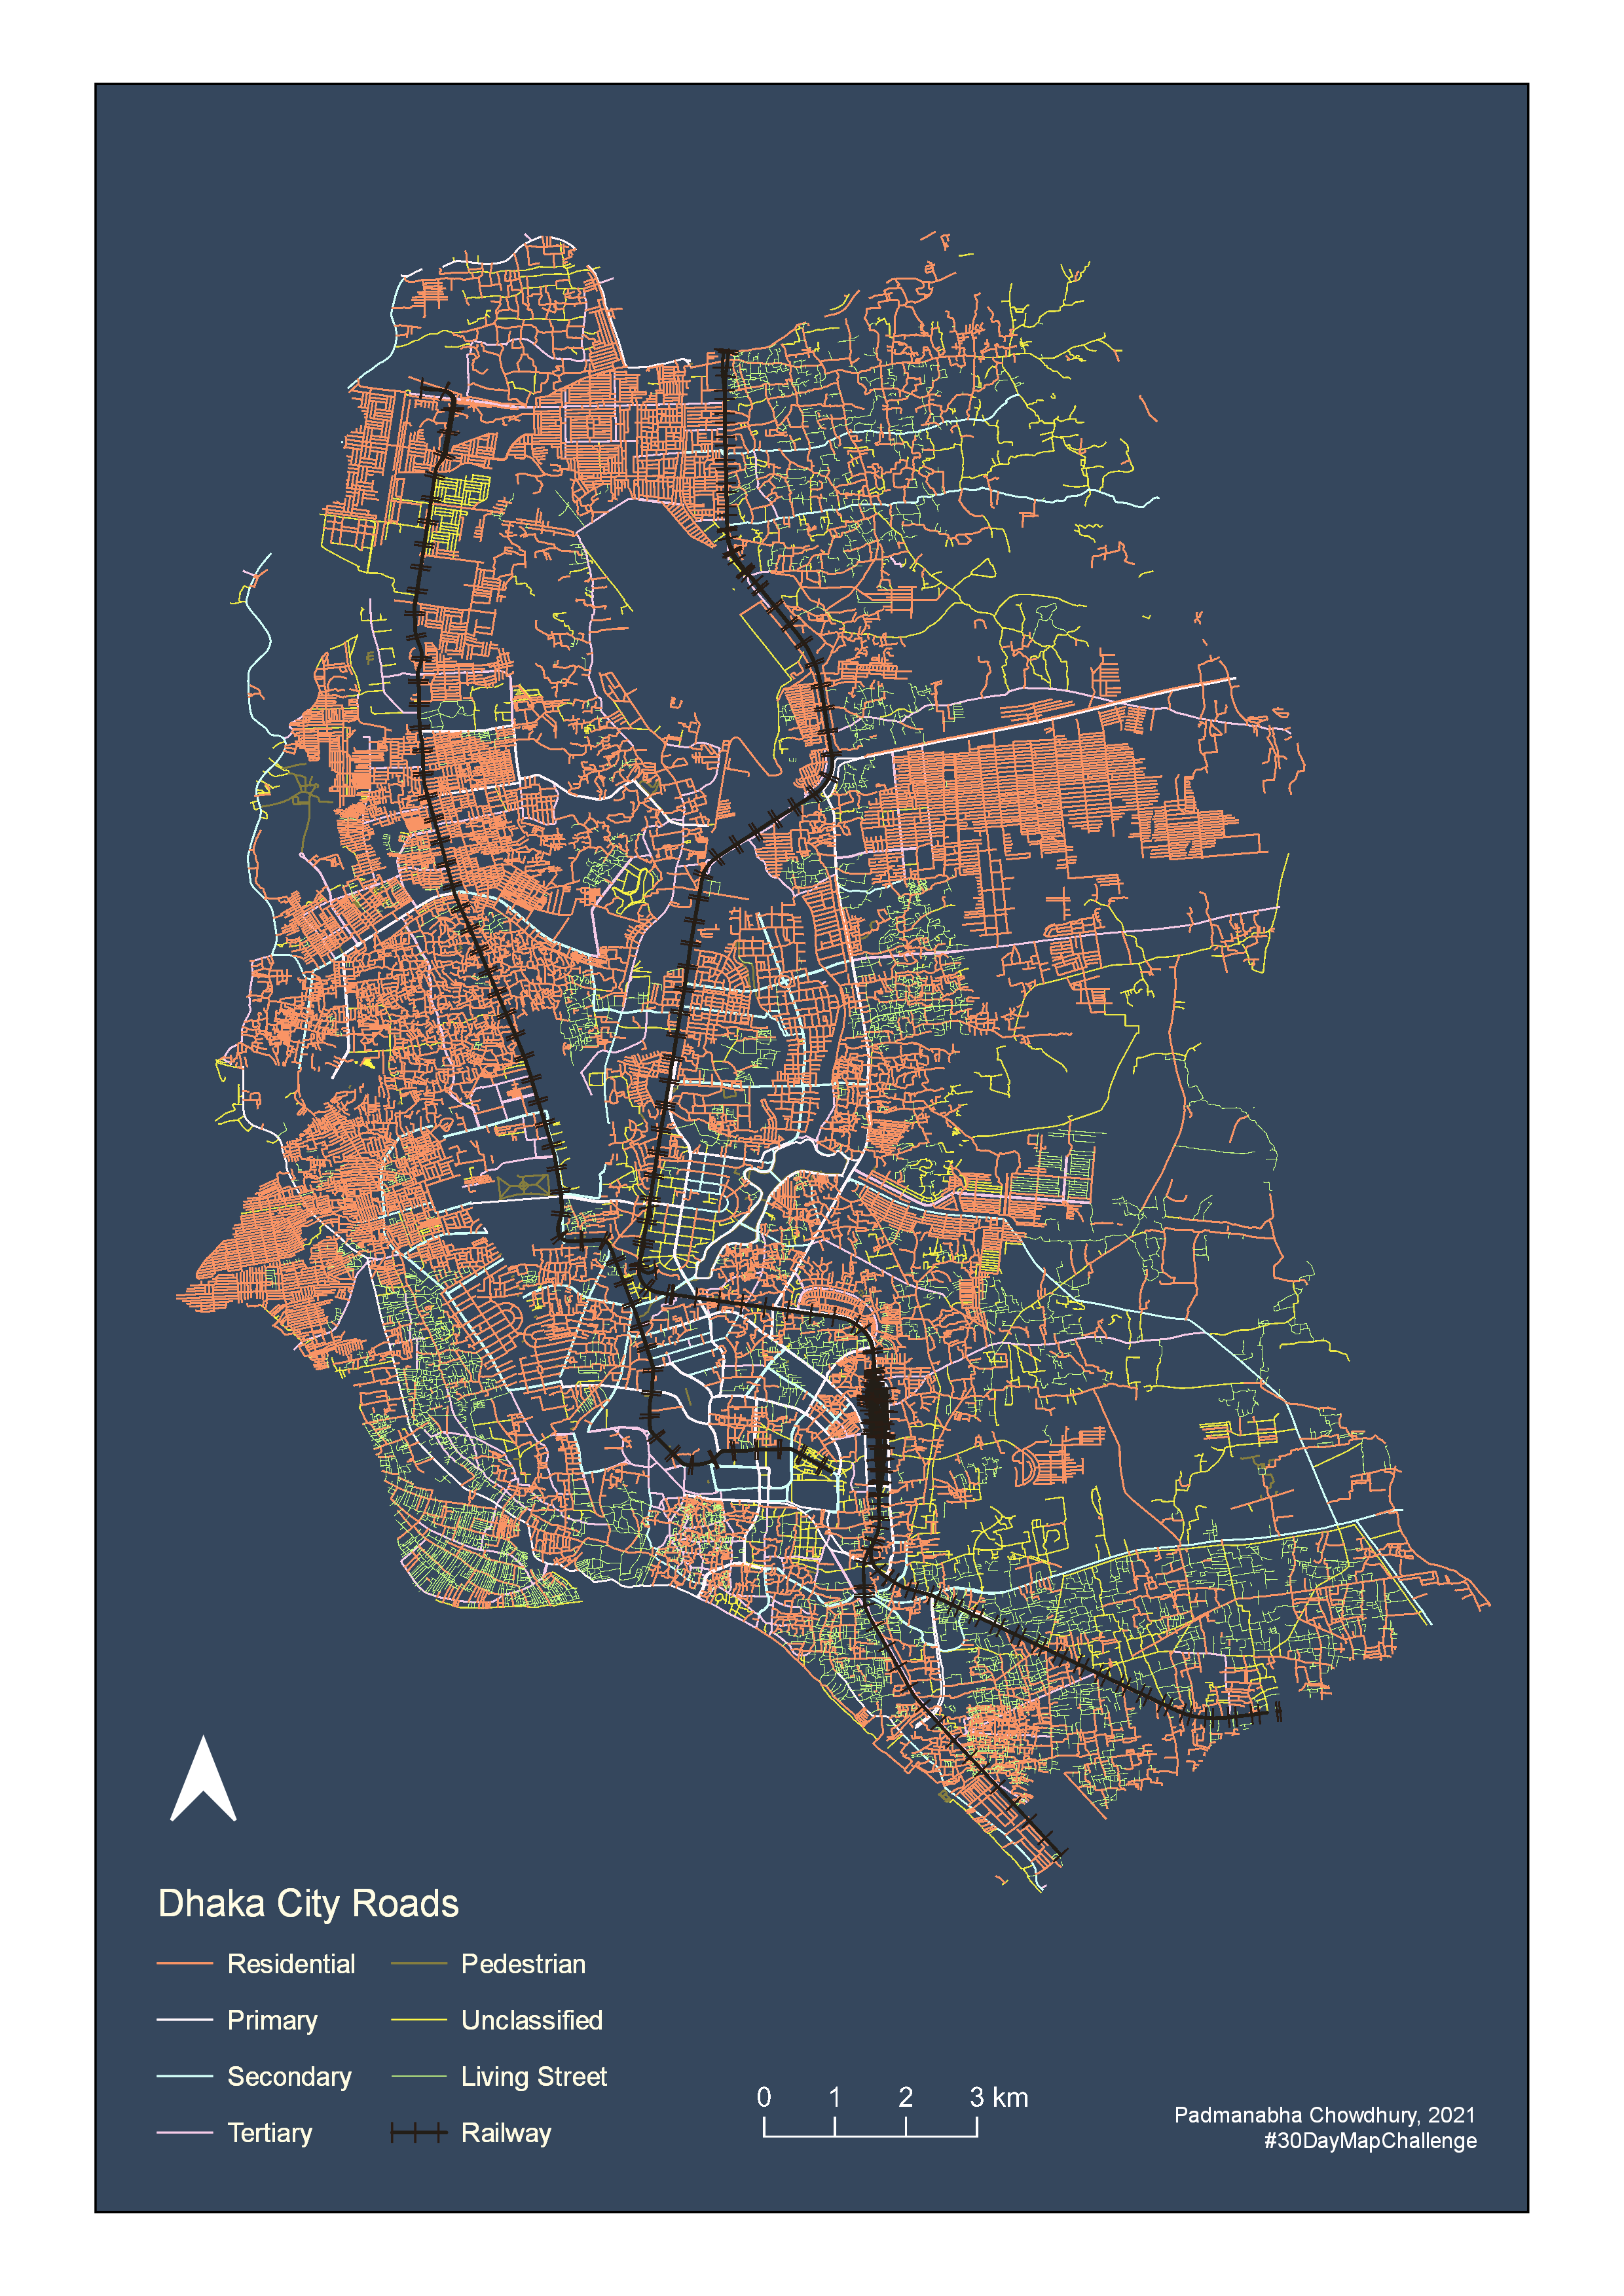 Dhaka City Roads
Residential
Primary
Secondary
Tertiary
Pedestrian
Unclassified
Living Street
Railway
0 1 2 3 km
Padmanabha Chowdhury, 2021
#30DayMapChallenge